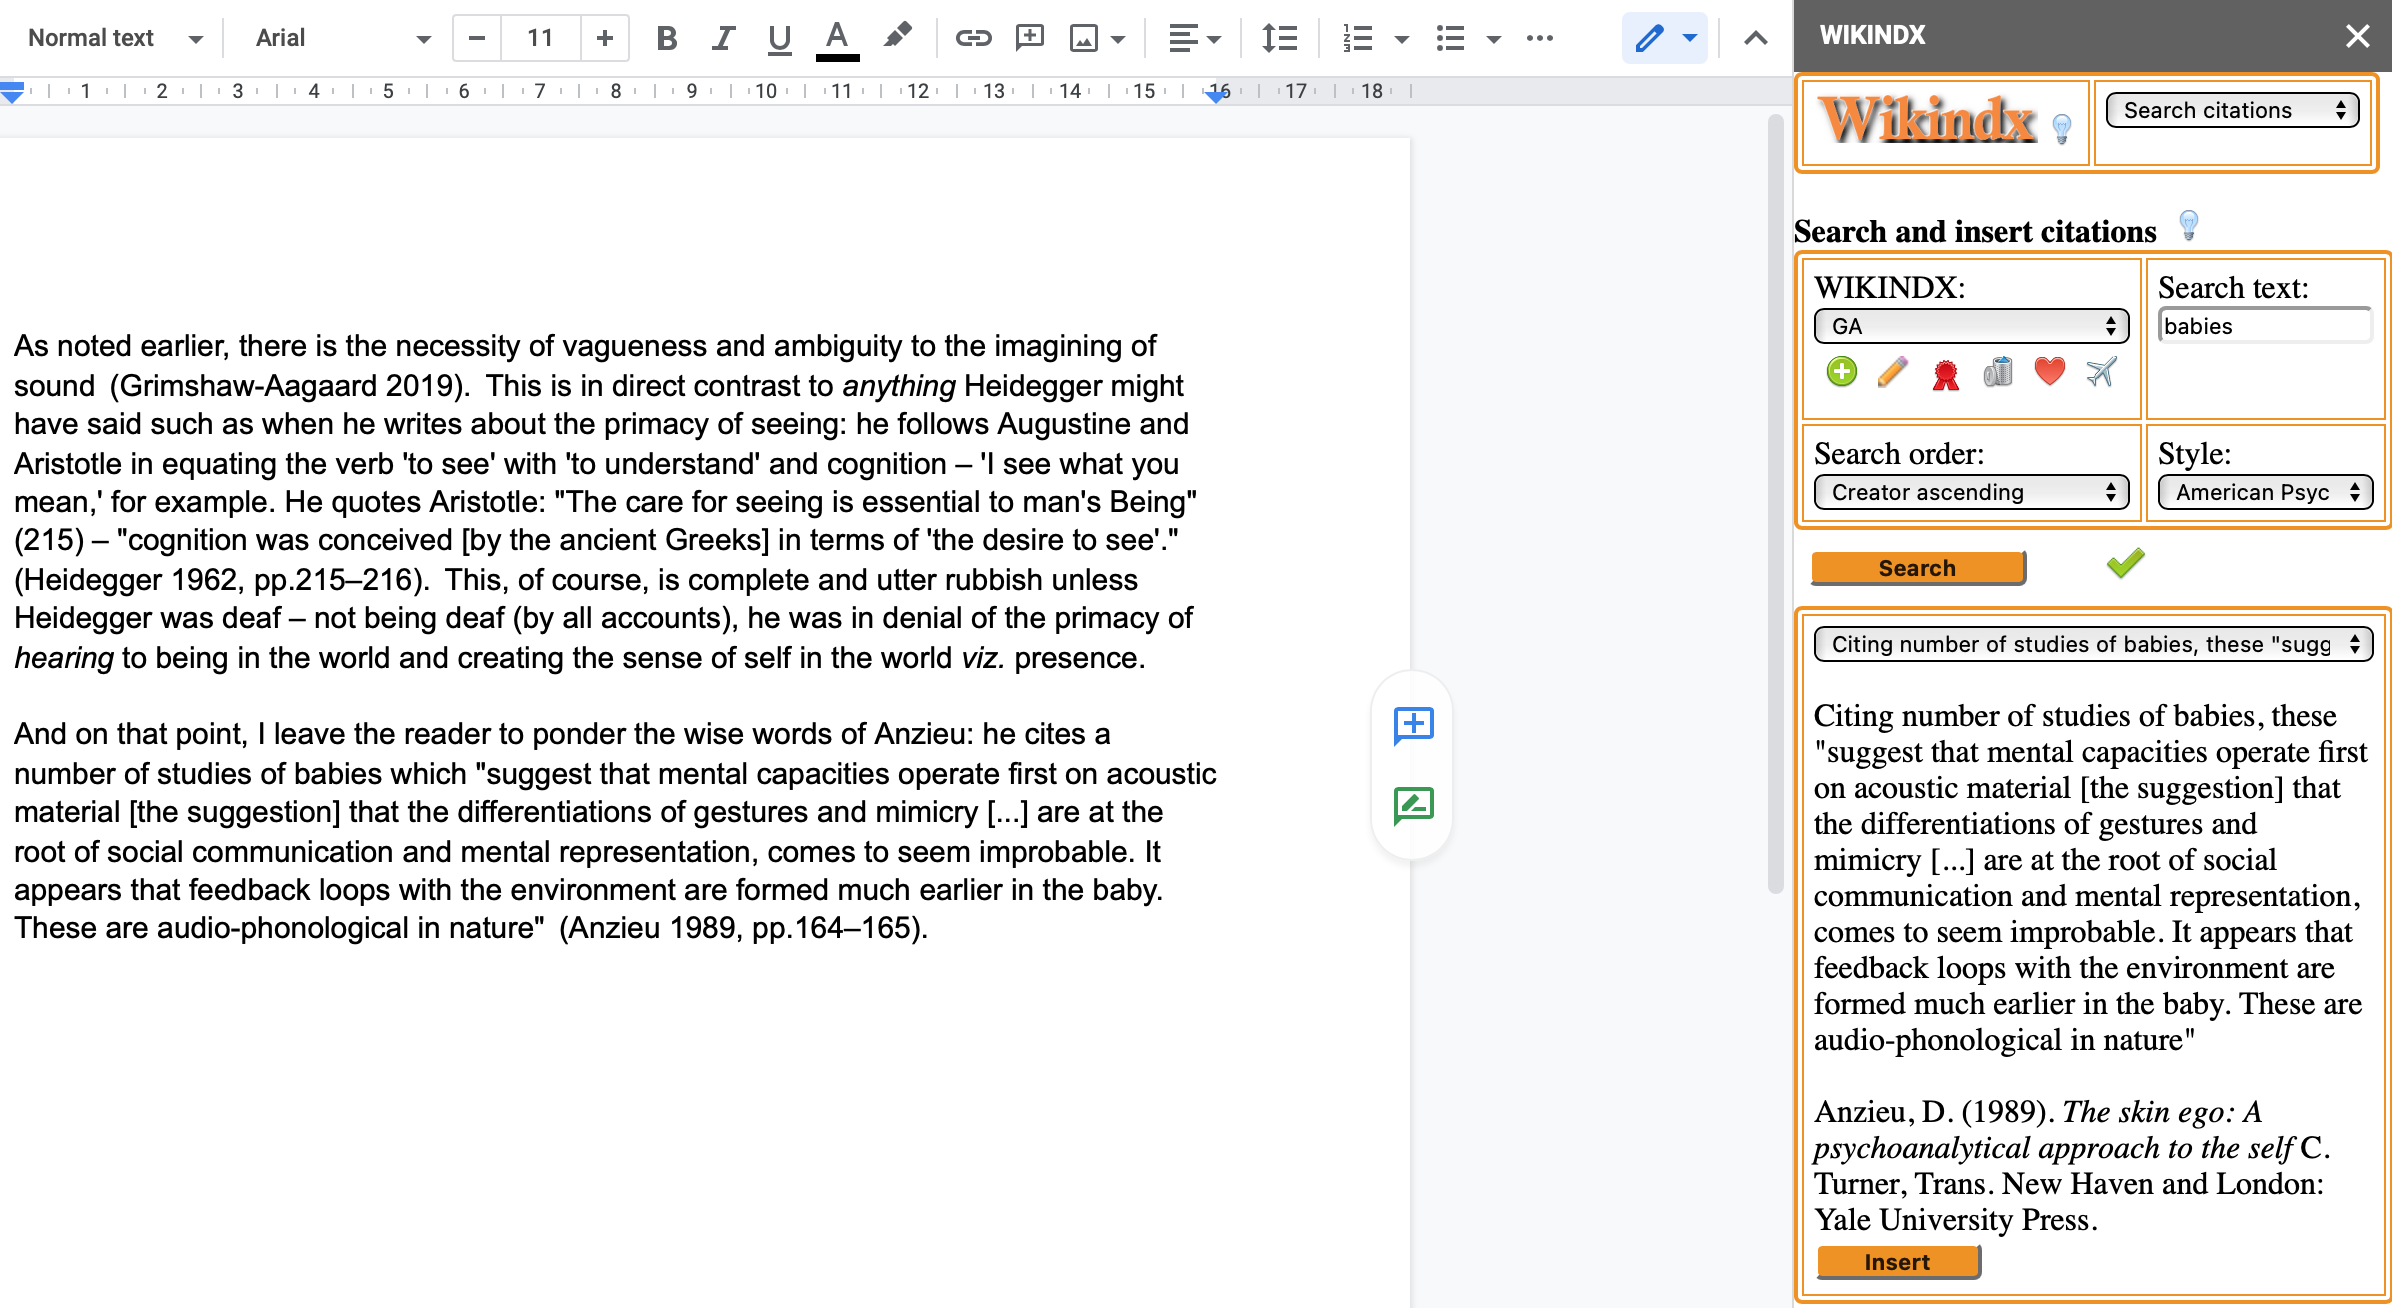 Normal text
Arial
11
1 2 3 4 5 6 7 8 9 10 11 12 13 14 15 16 17 18
As noted earlier, there is the necessity of vagueness and ambiguity to the imagining of
sound (Grimshaw-Aagaard 2019). This is in direct contrast to anything Heidegger might
have said such as when he writes about the primacy of seeing: he follows Augustine and
Aristotle in equating the verb 'to see' with 'to understand' and cognition – 'I see what you
mean,' for example. He quotes Aristotle: "The care for seeing is essential to man's Being"
(215) – "cognition was conceived [by the ancient Greeks] in terms of 'the desire to see'."
(Heidegger 1962, pp.215–216). This, of course, is complete and utter rubbish unless
Heidegger was deaf – not being deaf (by all accounts), he was in denial of the primacy of
hearing to being in the world and creating the sense of self in the world viz. presence.
And on that point, I leave the reader to ponder the wise words of Anzieu: he cites a
number of studies of babies which "suggest that mental capacities operate first on acoustic
material [the suggestion] that the differentiations of gestures and mimicry [...] are at the
root of social communication and mental representation, comes to seem improbable. It
appears that feedback loops with the environment are formed much earlier in the baby.
These are audio-phonological in nature" (Anzieu 1989, pp.164–165).
WIKINDX
Wikindx
Search citations
Search and insert citations
WIKINDX:
GA
Search text:
babies
Search order:
Creator ascending
Style:
American Psyc
Search
Citing number of studies of babies, these "sugg
Citing number of studies of babies, these
"suggest that mental capacities operate first
on acoustic material [the suggestion] that
the differentiations of gestures and
mimicry [...] are at the root of social
communication and mental representation,
comes to seem improbable. It appears that
feedback loops with the environment are
formed much earlier in the baby. These are
audio-phonological in nature"
Anzieu, D. (1989). The skin ego: A
psychoanalytical approach to the self C.
Turner, Trans. New Haven and London:
Yale University Press.
Insert